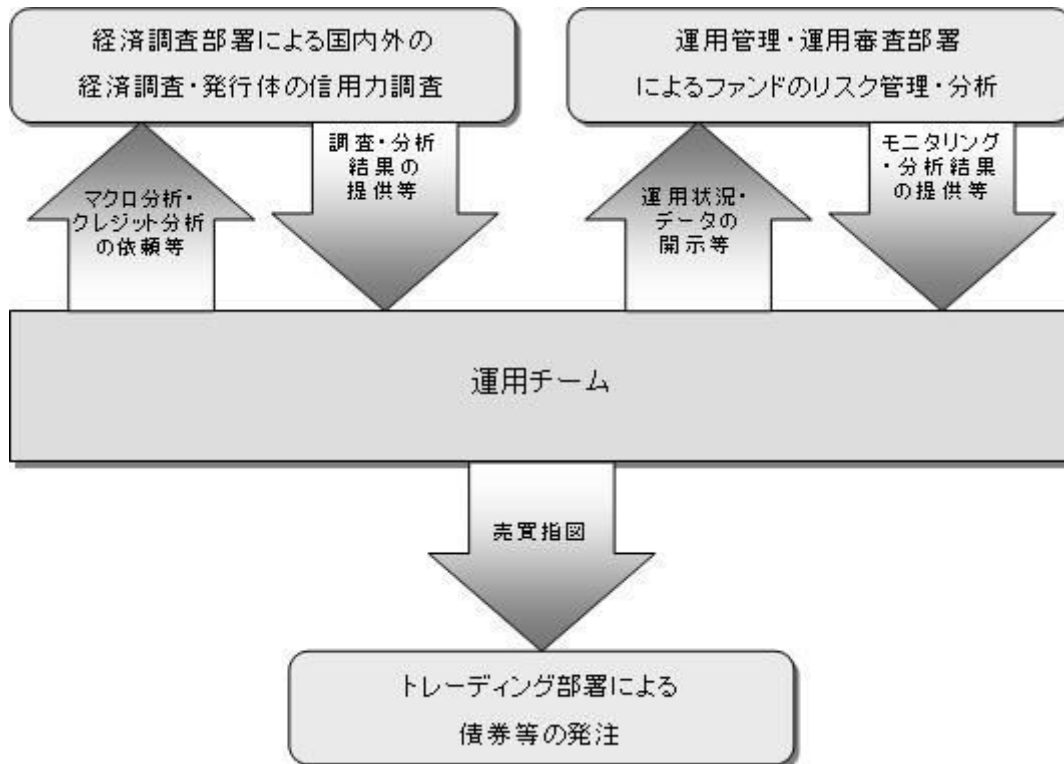 経済調査部署による国内外の
経済調査・発行体の信用力調査
運用管理・運用審査部署
によるファンドのリスク管理・分析
マクロ分析・
クレジット分析
の依頼等
調査・分析
結果の
提供等
運用状況・
データの
開示等
モニタリング
・分析結果
の提供等
運用チーム
売買指図
トレーディング部署による
債券等の発注